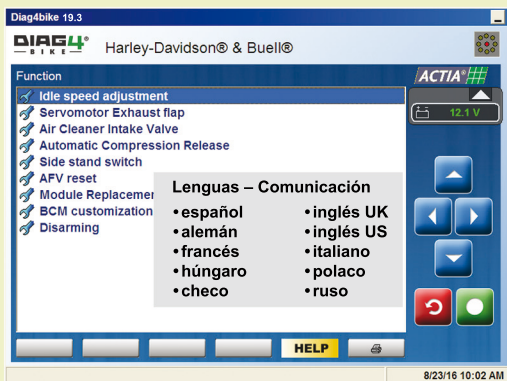 Diag4bike 19.3
DIAG4®
BIKE
Harley-Davidson® & Buell®
Function
ACTIA®
Idle speed adjustment
12.1 V
Servomotor Exhaust flap
Air Cleaner Intake Valve
Automatic Compression Release
Side stand switch
AFV reset
Module Replacemen
BCM customization
Disarming
Lenguas – Comunicación
•español
•alemán
•francés
•húngaro
•checo
•inglés UK
•inglés US
•italiano
•polaco
•ruso
HELP
8/23/16 10:02 AM